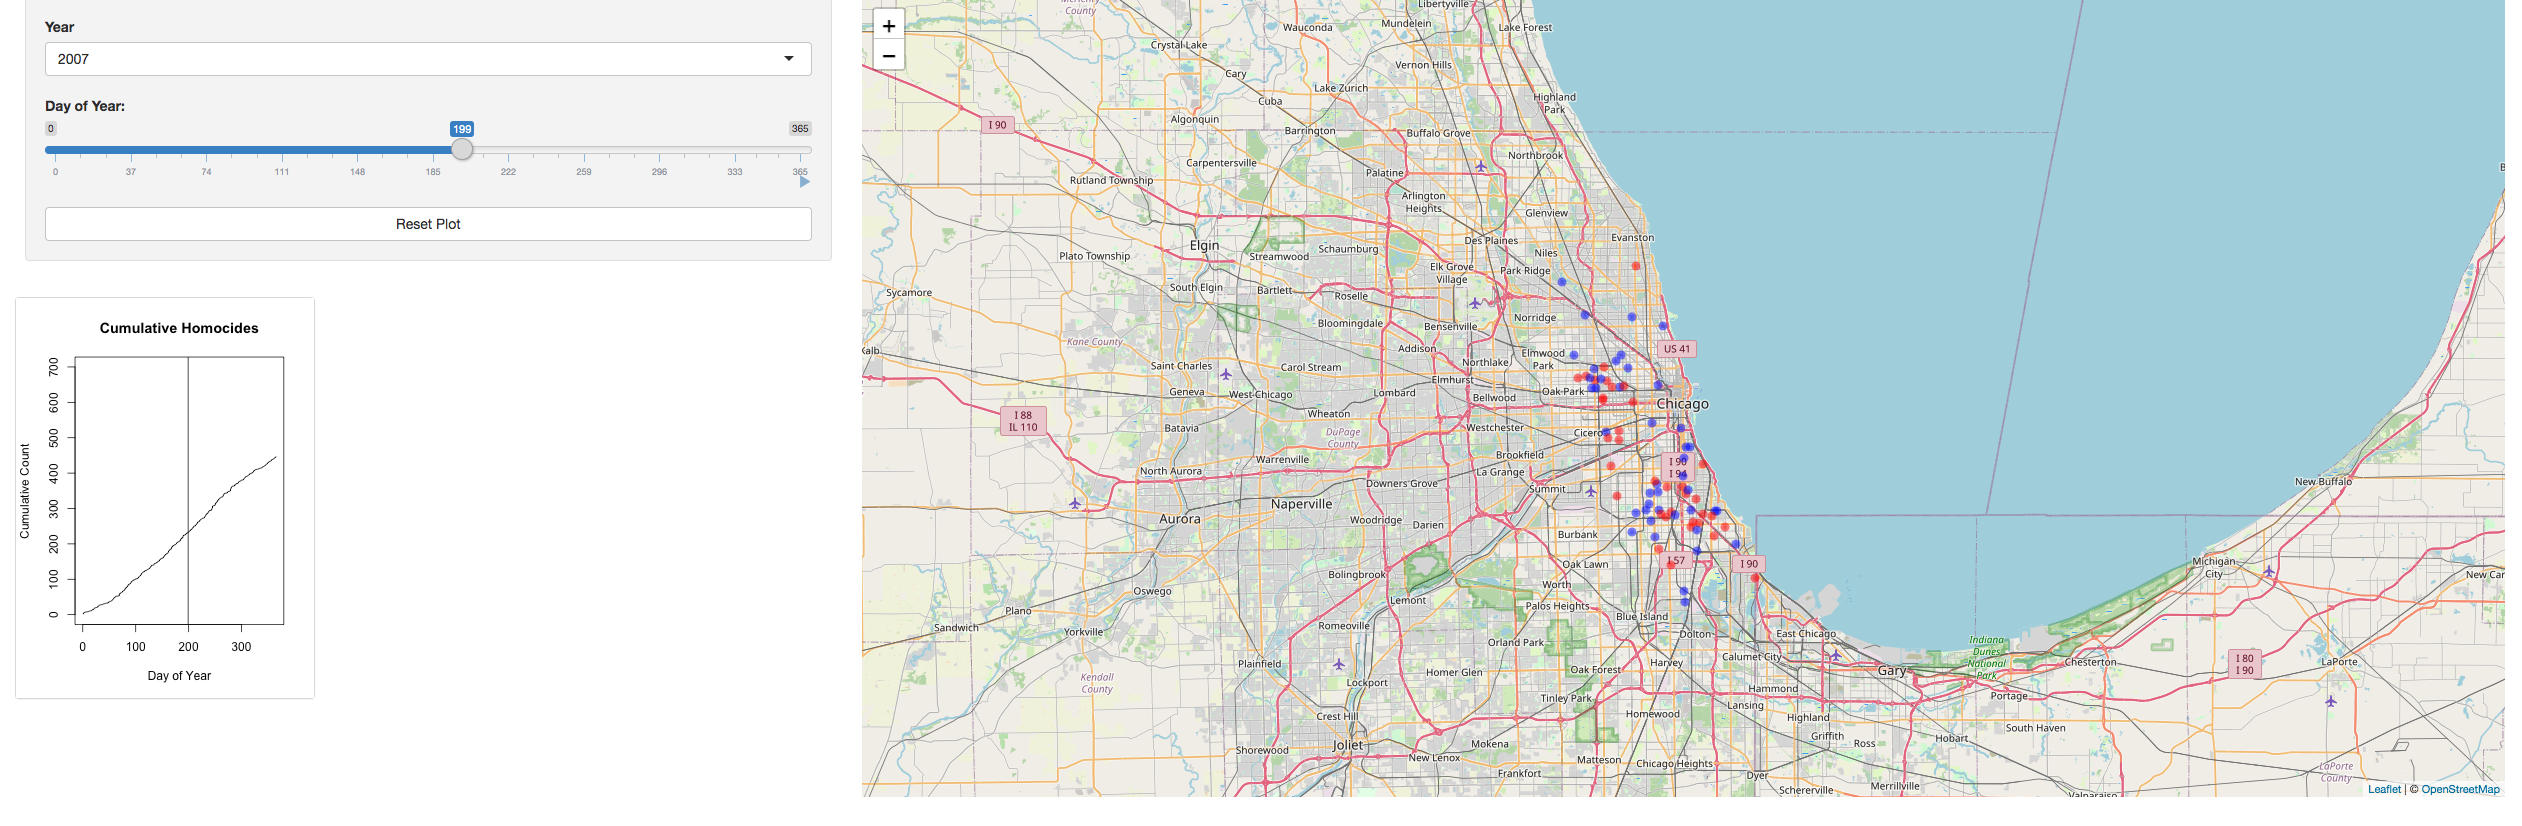 Year
2007
Day of Year:
0
199
365
0 37 74 111 148 185 222 259 296 333 365
Reset Plot
Cumulative Homocides
Cumulative Count
0 100 200 300 400 500 600 700
0 100 200 300
Day of Year
+
−
McHenry
County
Libertyville
Wauconda
Mundelein
Lake Forest
Crystal Lake
Vernon Hills
Cary
Lake Zurich
Cuba
Highland
Park
Algonquin
I 90
Barrington
Buffalo Grove
Carpentersville
Northbrook
Palatine
Rutland Township
Arlington
Heights
Glenview
Elgin
Schaumburg
Des Plaines
Evanston
Plato Township
Streamwood
Niles
Elk Grove
Village
Park Ridge
Sycamore
South Elgin
Bartlett
Roselle
Bloomingdale
Bensenville
Norridge
Kane County
Addison
US 41
Kalb
Saint Charles
Carol Stream
Northlake
Elmwood
Park
Elmhurst
Geneva
West Chicago
Lombard
Bellwood
Oak Park
Chicago
I 88
IL 110
Wheaton
Batavia
DuPage
County
Westchester
Cicero
Warrenville
Brookfield
I 90
I 94
North Aurora
La Grange
Downers Grove
Summit
New Buffalo
Naperville
Aurora
Woodridge
Darien
Burbank
Oak Lawn
I 57
I 90
Michigan
City
New Car
Bolingbrook
Worth
Oswego
Lemont
Palos Heights
Plano
Blue Island
Sandwich
Yorkville
Romeoville
Orland Park
Dolton
East Chicago
Indiana
Dunes
National
Park
Plainfield
Homer Glen
Oak Forest
Harvey
Calumet City
Chesterton
I 80
I 90
LaPorte
Kendall
County
Lockport
Gary
Tinley Park
Hammond
Portage
Crest Hill
Homewood
Lansing
Highland
South Haven
Shorewood
Joliet
Mokena
Griffith
Ross
Hobart
New Lenox
Matteson
Chicago Heights
Frankfort
Dyer
LaPorte
County
Schererville
Merrillville
Valparaiso
Leaflet | © OpenStreetMap